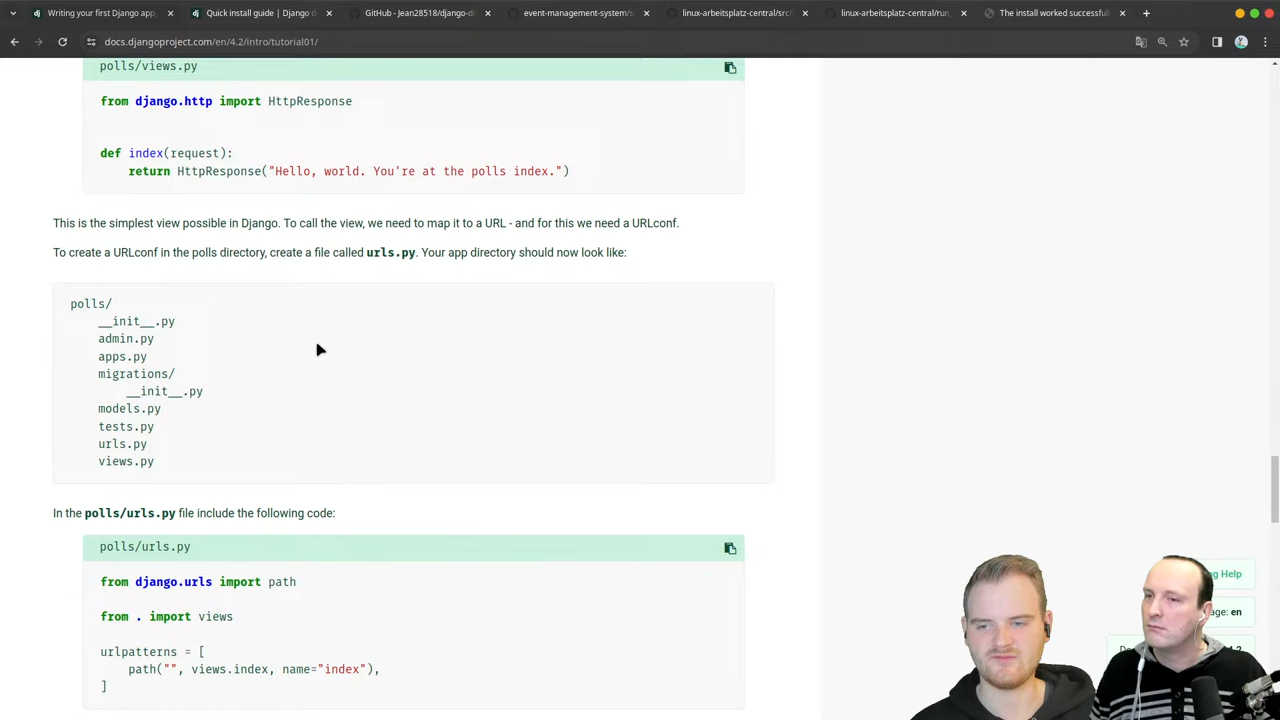 Writing your first Django app,
Quick install guide | Django d
GitHub - Jean28518/django-do
event-management-system/s
linux-arbeitsplatz-central/src/
linux-arbeitsplatz-central/run
The install worked successfull
docs.djangoproject.com/en/4.2/intro/tutorial01/
polls/views.py
from django.http import HttpResponse
def index(request):
return HttpResponse("Hello, world. You're at the polls index.")
This is the simplest view possible in Django. To call the view, we need to map it to a URL - and for this we need a URLconf.
To create a URLconf in the polls directory, create a file called urls.py. Your app directory should now look like:
polls/
__init__.py
admin.py
apps.py
migrations/
__init__.py
models.py
tests.py
urls.py
views.py
In the polls/urls.py file include the following code:
polls/urls.py
from django.urls import path
from . import views
urlpatterns = [
path("", views.index, name="index"),
]
Help
age: en